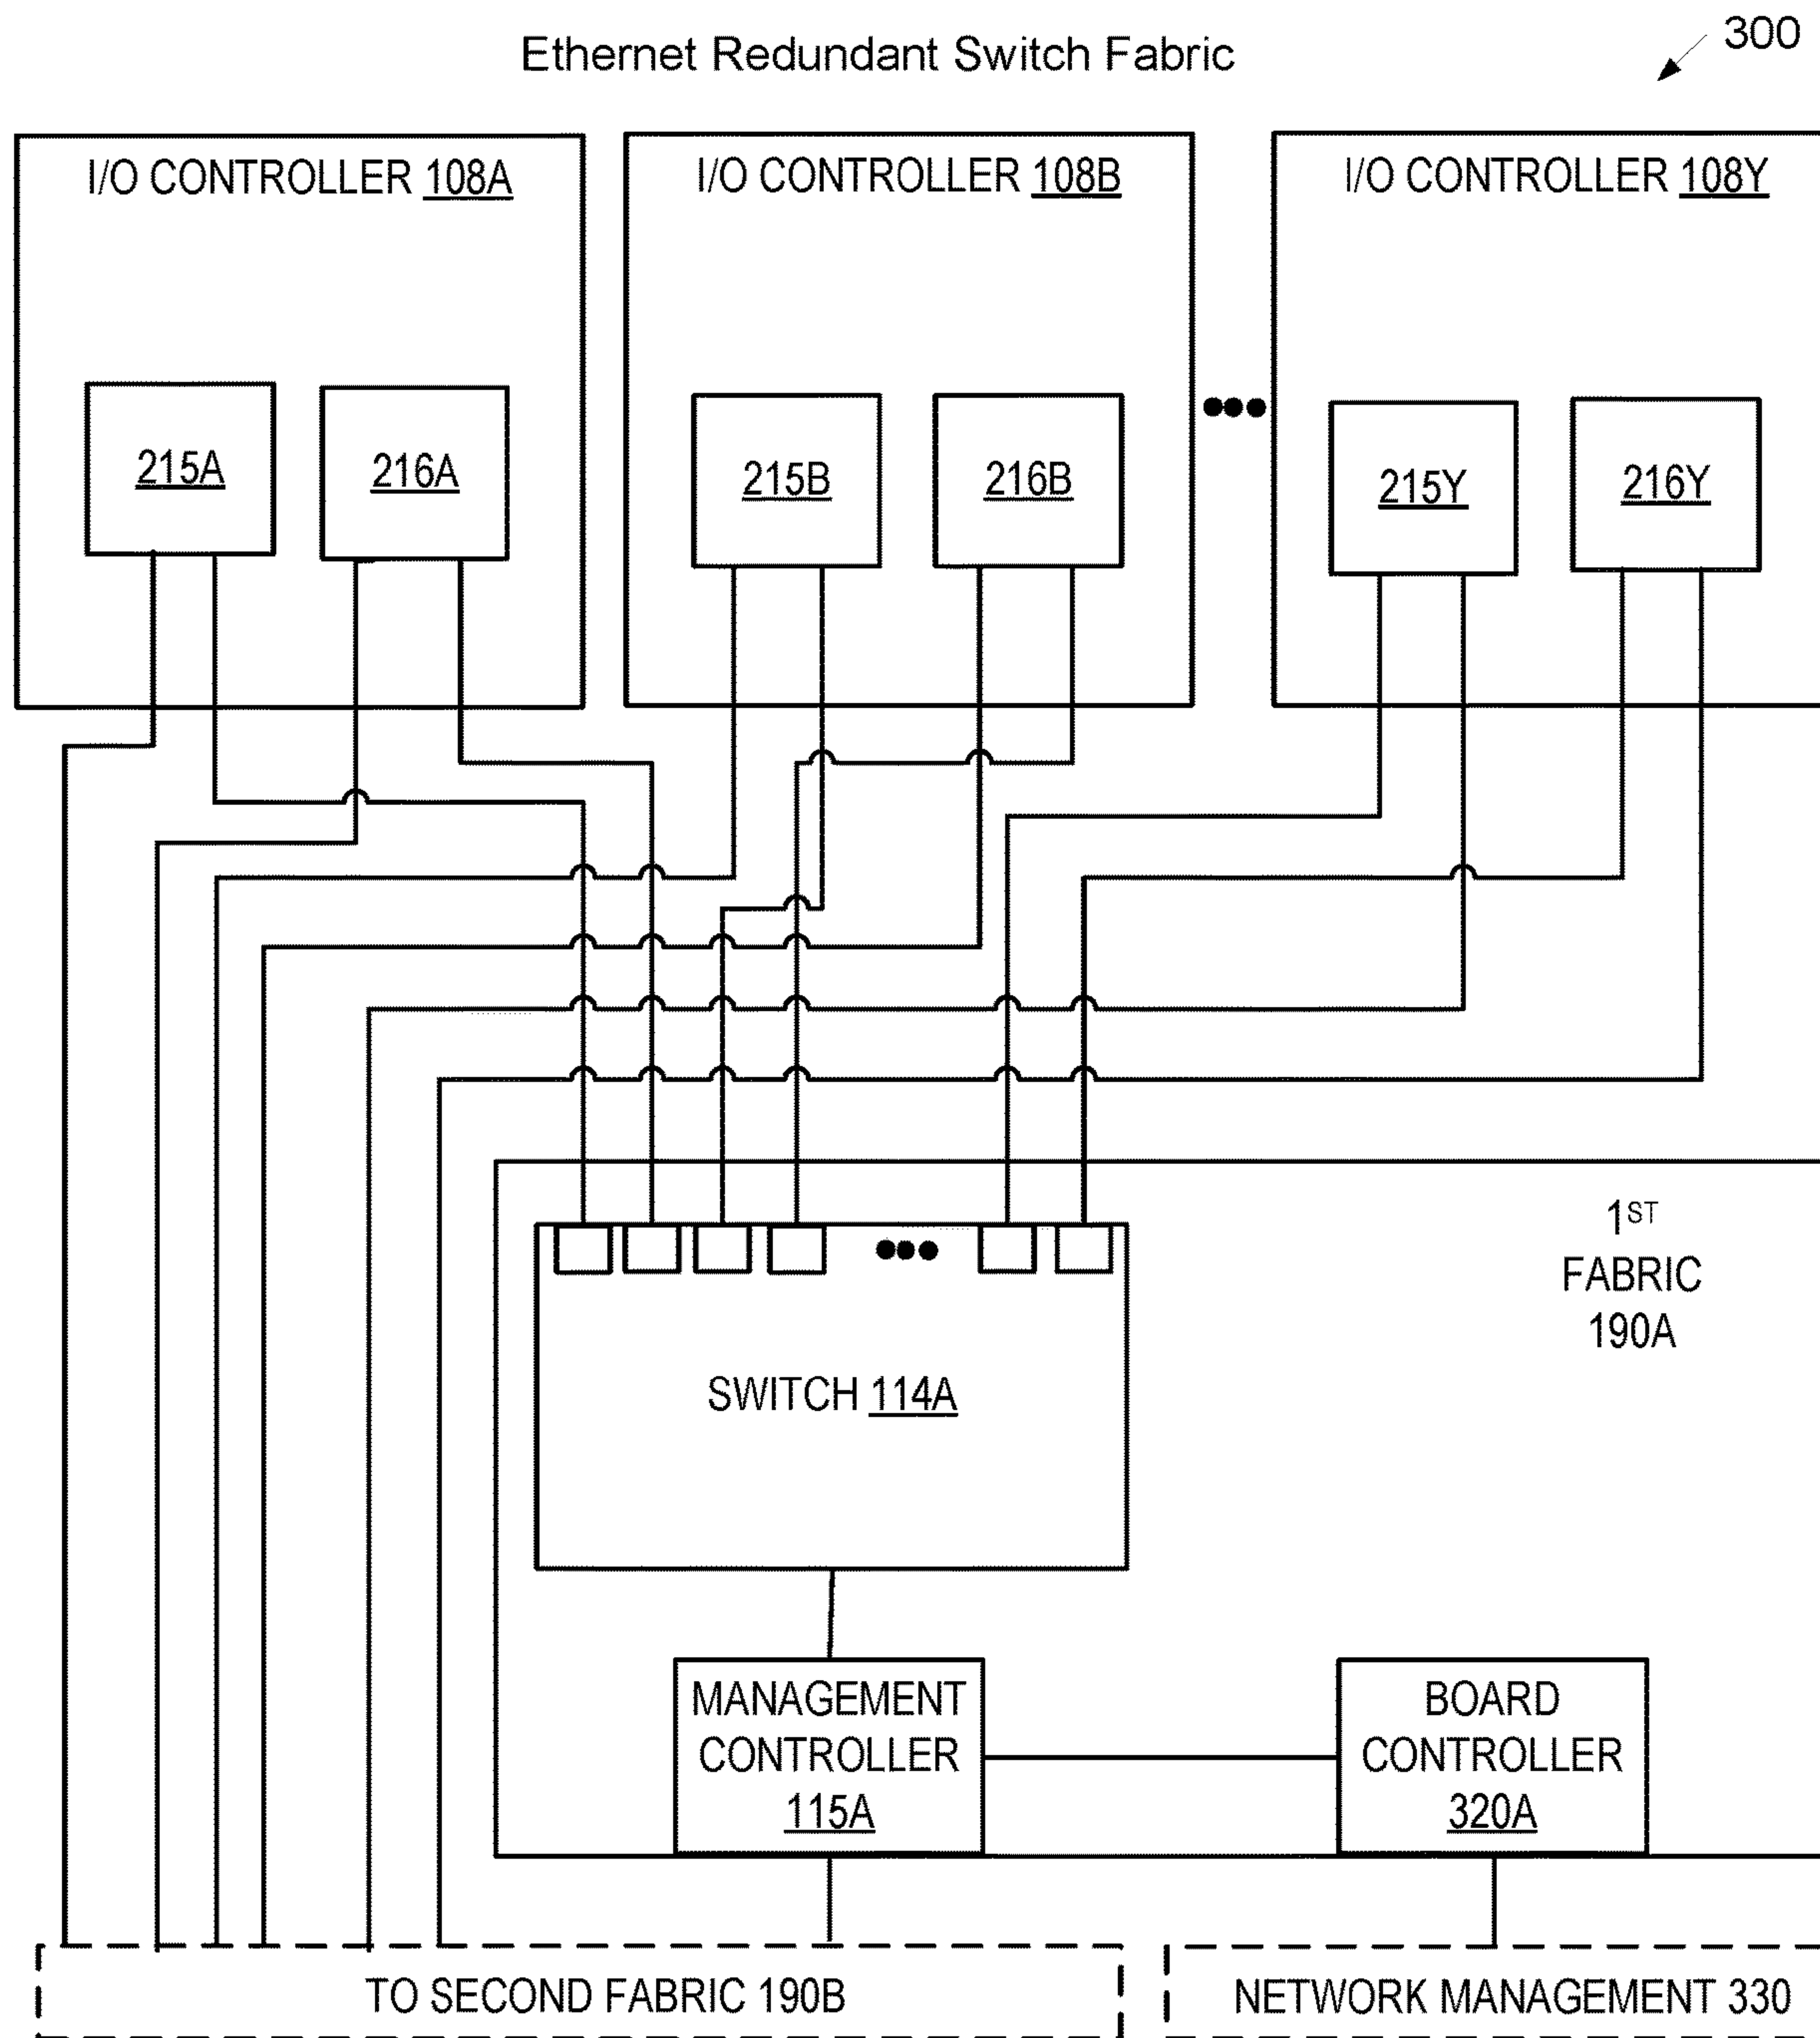 Ethernet Redundant Switch Fabric
300
I/O CONTROLLER 108A
I/O CONTROLLER 108B
I/O CONTROLLER 108Y
215A
216A
215B
216B
215Y
216Y
1ST
FABRIC
190A
SWITCH 114A
MANAGEMENT
CONTROLLER
115A
BOARD
CONTROLLER
320A
TO SECOND FABRIC 190B
NETWORK MANAGEMENT 330